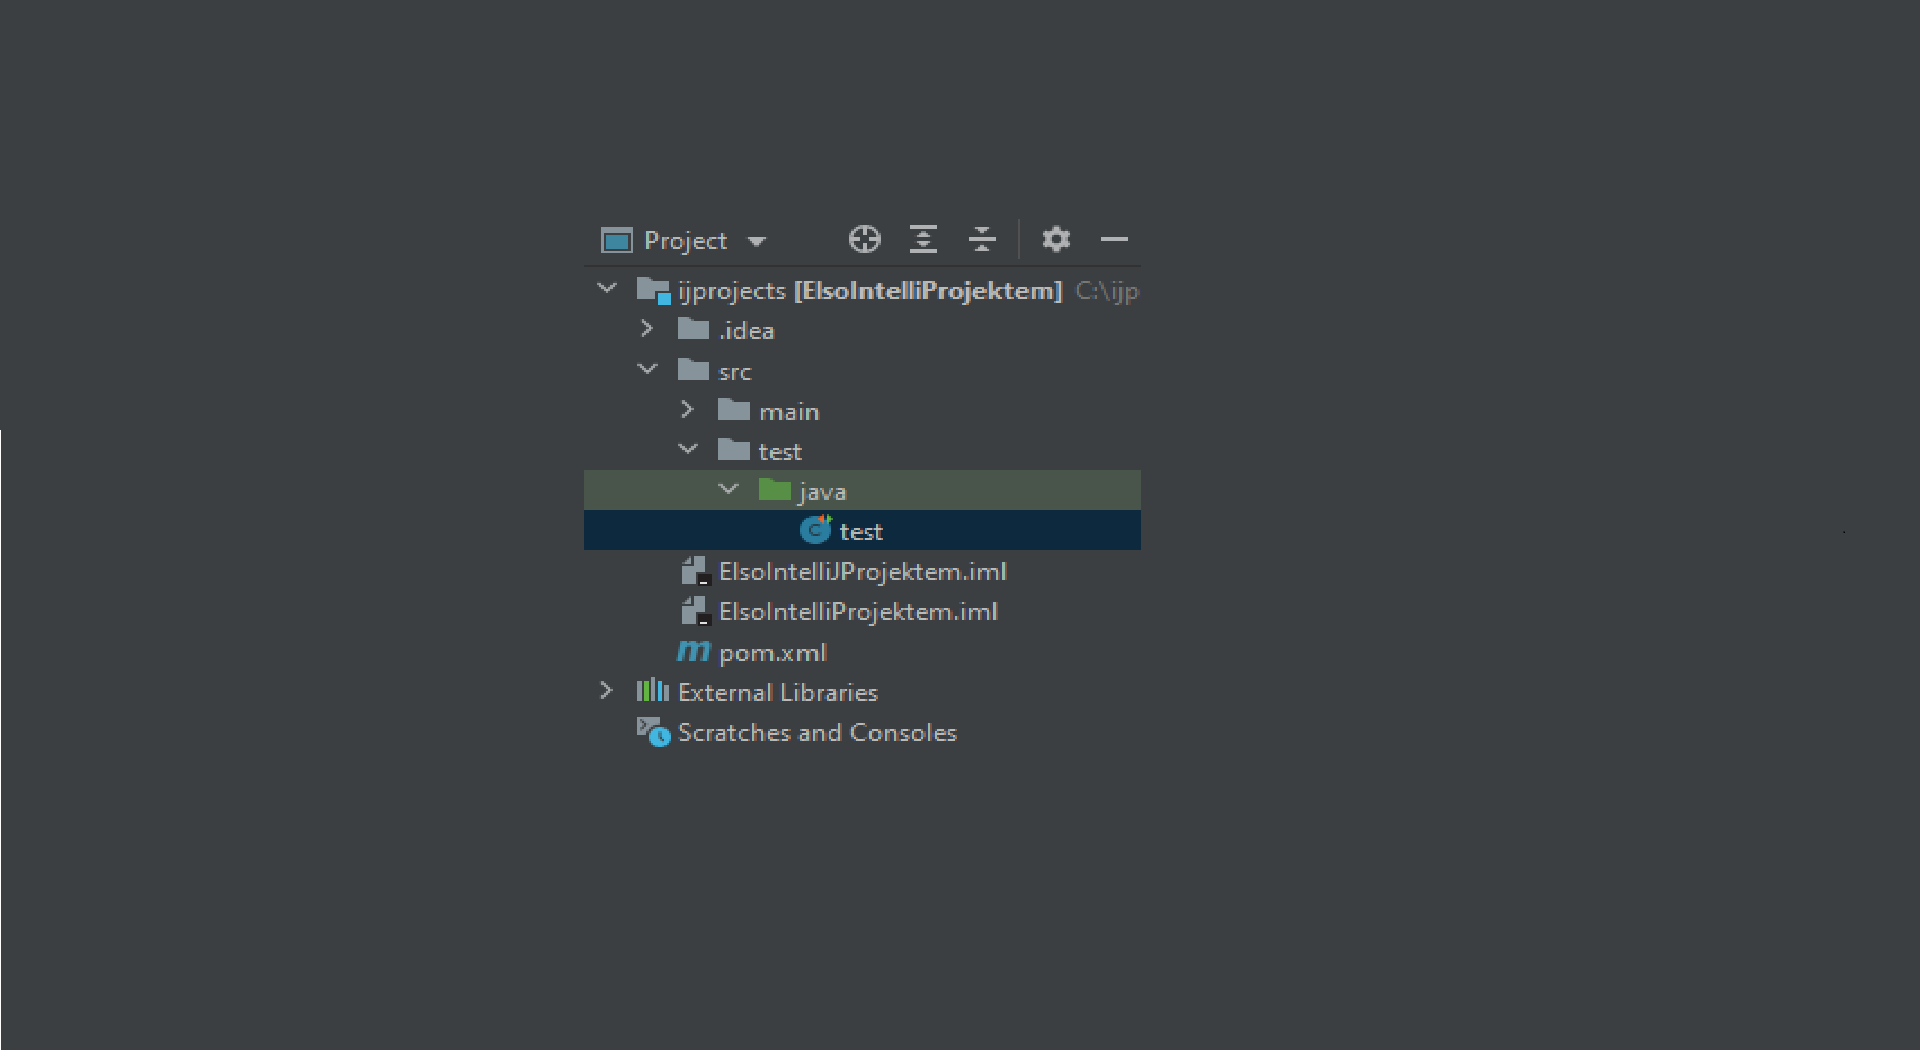 Project
ijprojects [ElsoIntelliProjektem] C:\ijp
.idea
src
main
test
java
test
ElsoIntelliJProjektem.iml
ElsoIntelliProjektem.iml
pom.xml
External Libraries
Scratches and Consoles